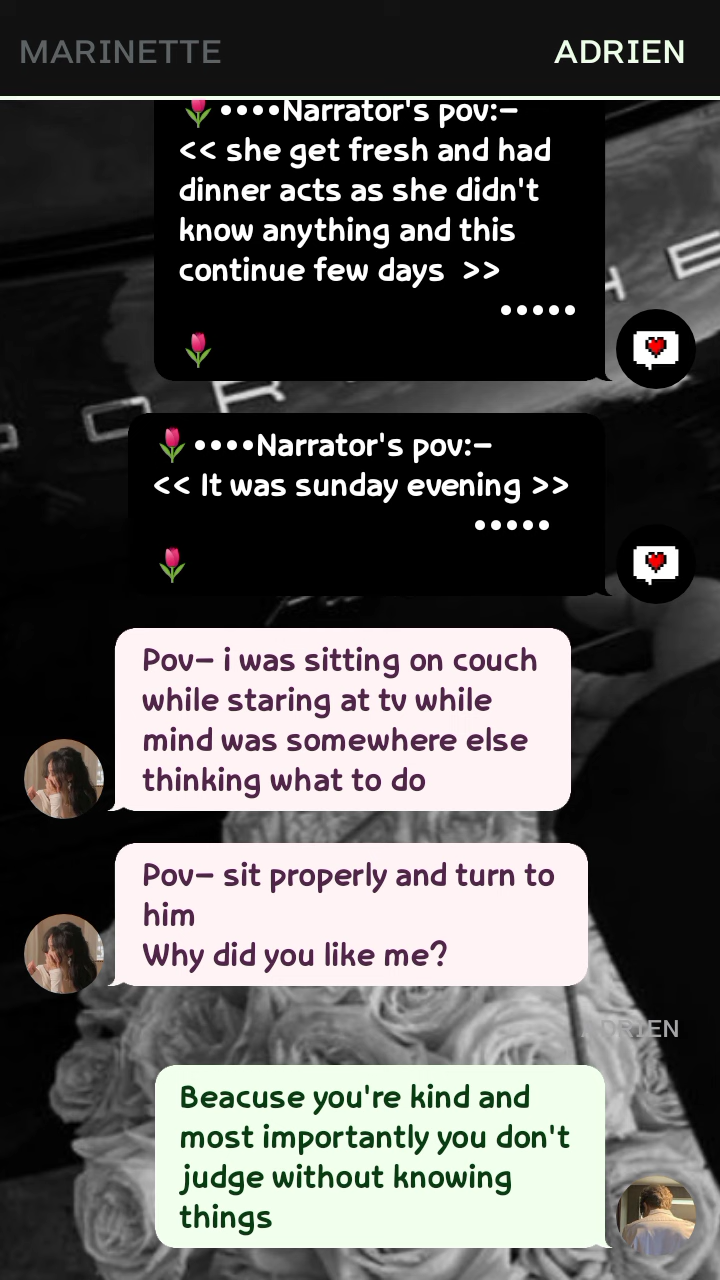 MARINETTE
ADRIEN
🌷••••Narrator's pov:-
<< she get fresh and had
dinner acts as she didn't
know anything and this
continue few days >>
•••••
🌷
🌷••••Narrator's pov:-
<< It was sunday evening >>
•••••
🌷
Pov- i was sitting on couch
while staring at tv while
mind was somewhere else
thinking what to do
Pov- sit properly and turn to
him
Why did you like me?
ADRIEN
Beacuse you're kind and
most importantly you don't
judge without knowing
things